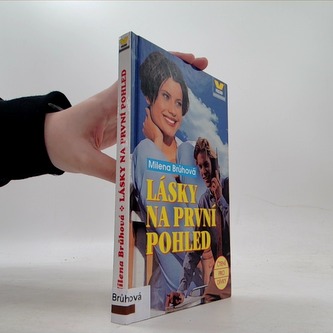 Milena Brůhová
LÁSKY
NA PRVNÍ
POHLED
Milena Brůhová ❖ LÁSKY NA PRVNÍ POHLED
Brůhová